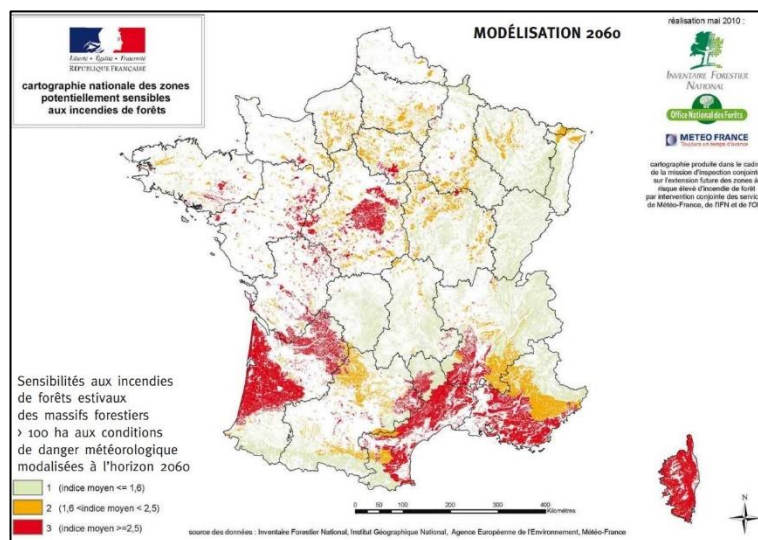 MODÉLISATION 2060
Liberté • Égalité • Fraternité
RÉPUBLIQUE FRANÇAISE
cartographie nationale des zones
potentiellement sensibles
aux incendies de forêts
réalisation mai 2010 :
INVENTAIRE FORESTIER
NATIONAL
Office National des Forêts
METEO FRANCE
Toujours un temps d'avance
cartographie produite dans le cadre
de la mission d'inspection conjointe
sur l'extension future des zones à
risque élevé d'incendie de forêt
par intervention conjointe des services
de Météo-France, de l'IFN et de l'O
Sensibilités aux incendies
de forêts estivaux
des massifs forestiers
> 100 ha aux conditions
de danger météorologique
modalisées à l'horizon 2060
1 (indice moyen <= 1,6)
2 (1,6 <indice moyen < 2,5)
3 (indice moyen >=2,5)
0 50 100 200 300 400
Kilomètres
N
source des données : Inventaire Forestier National, Institut Géographique National, Agence Européenne de l'Environnement, Météo-France